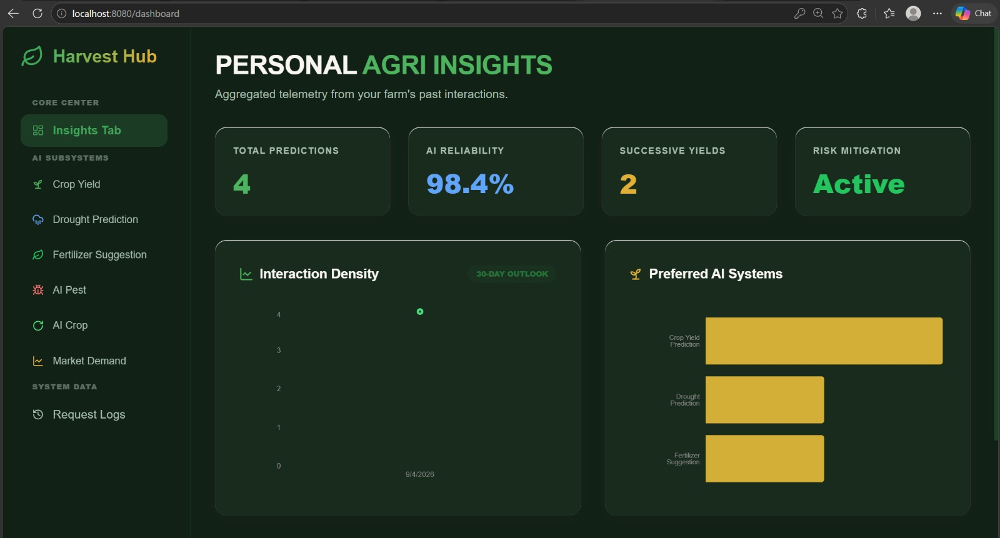 localhost:8080/dashboard
Chat
Harvest Hub
CORE CENTER
Insights Tab
AI SUBSYSTEMS
Crop Yield
Drought Prediction
Fertilizer Suggestion
AI Pest
AI Crop
Market Demand
SYSTEM DATA
Request Logs
PERSONAL AGRI INSIGHTS
Aggregated telemetry from your farm's past interactions.
TOTAL PREDICTIONS
4
AI RELIABILITY
98.4%
SUCCESSIVE YIELDS
2
RISK MITIGATION
Active
Interaction Density
30-DAY OUTLOOK
4
3
2
1
0
9/4/2026
Preferred AI Systems
Crop Yield
Prediction
Drought
Prediction
Fertilizer
Suggestion